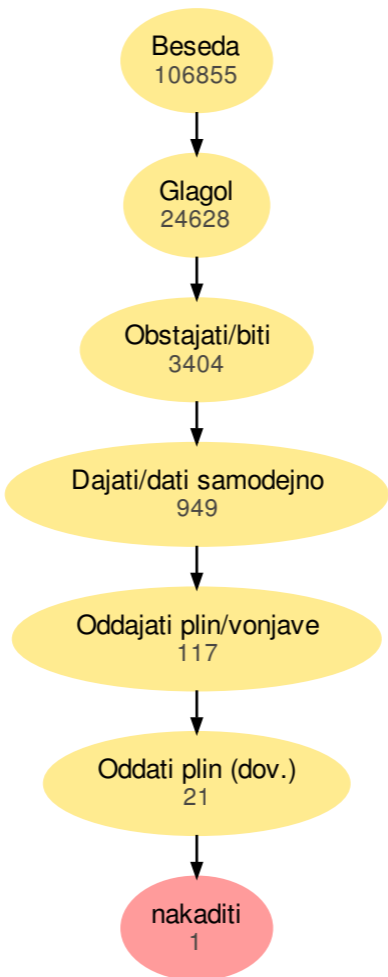 Beseda
106855
Glagol
24628
Obstajati/biti
3404
Dajati/dati samodejno
949
Oddajati plin/vonjave
117
Oddati plin (dov.)
21
nakaditi
1